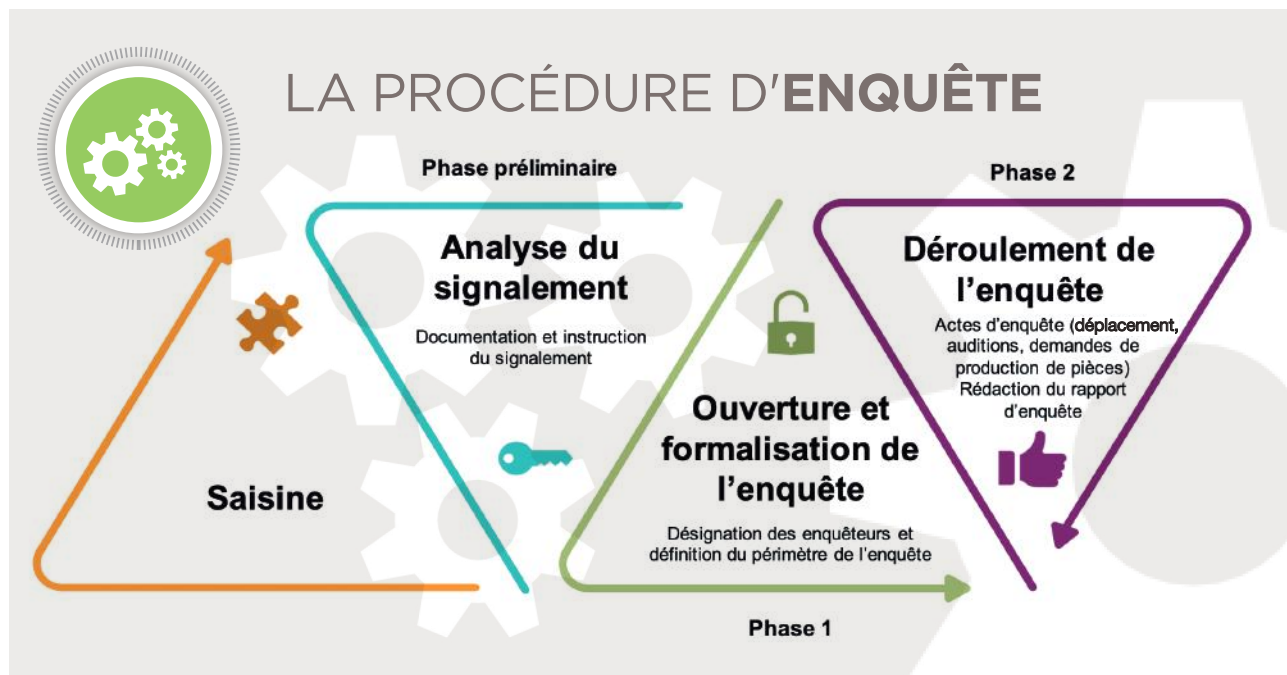 LA PROCÉDURE D'ENQUÊTE
Saisine
Phase préliminaire
Analyse du
signalement
Documentation et instruction
du signalement
Ouverture et
formalisation de
l'enquête
Désignation des enquêteurs et
définition du périmètre de l'enquête
Phase 1
Phase 2
Déroulement de
l'enquête
Actes d'enquête (déplacement,
auditions, demandes de
production de pièces)
Rédaction du rapport
d'enquête